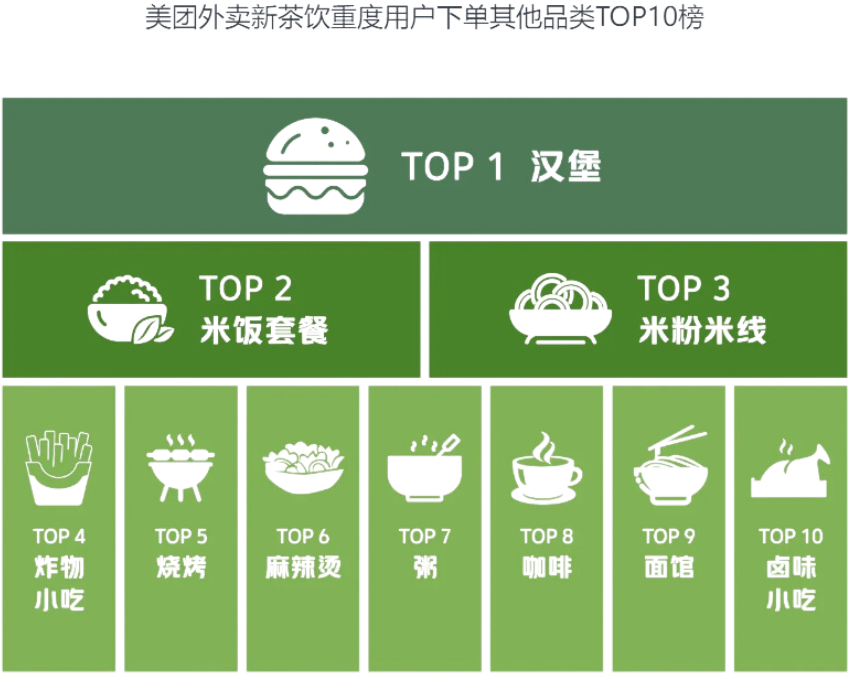 美团外卖新茶饮重度用户下单其他品类TOP10榜
TOP 1 汉堡
TOP 2
米饭套餐
TOP 3
米粉米线
TOP 4
炸物
小吃
TOP 5
烧烤
TOP 6
麻辣烫
TOP 7
粥
TOP 8
咖啡
TOP 9
面馆
TOP 10
卤味
小吃